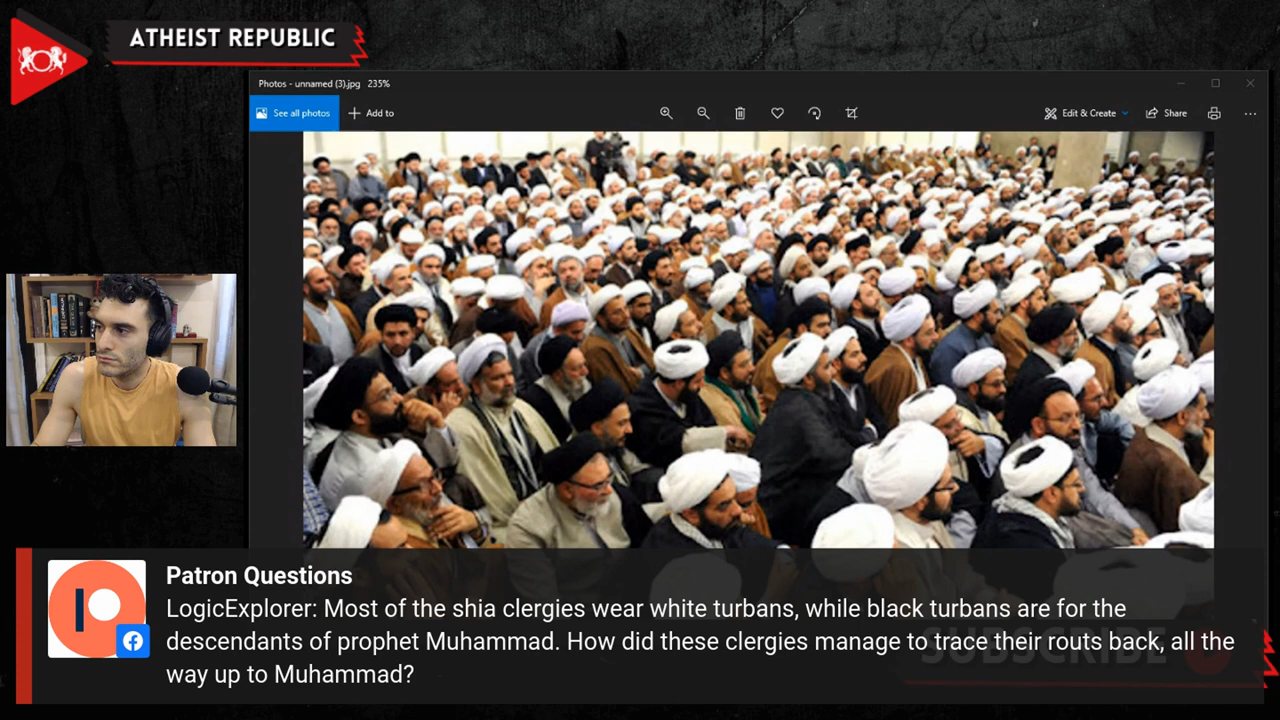 ATHEIST REPUBLIC
Photos - unnamed (3).jpg 235%
See all photos
Add to
Edit & Create
Share
Patron Questions
LogicExplorer: Most of the shia clergies wear white turbans, while black turbans are for the
descendants of prophet Muhammad. How did these clergies manage to trace their routs back, all the
way up to Muhammad?
SUBSCRIBE